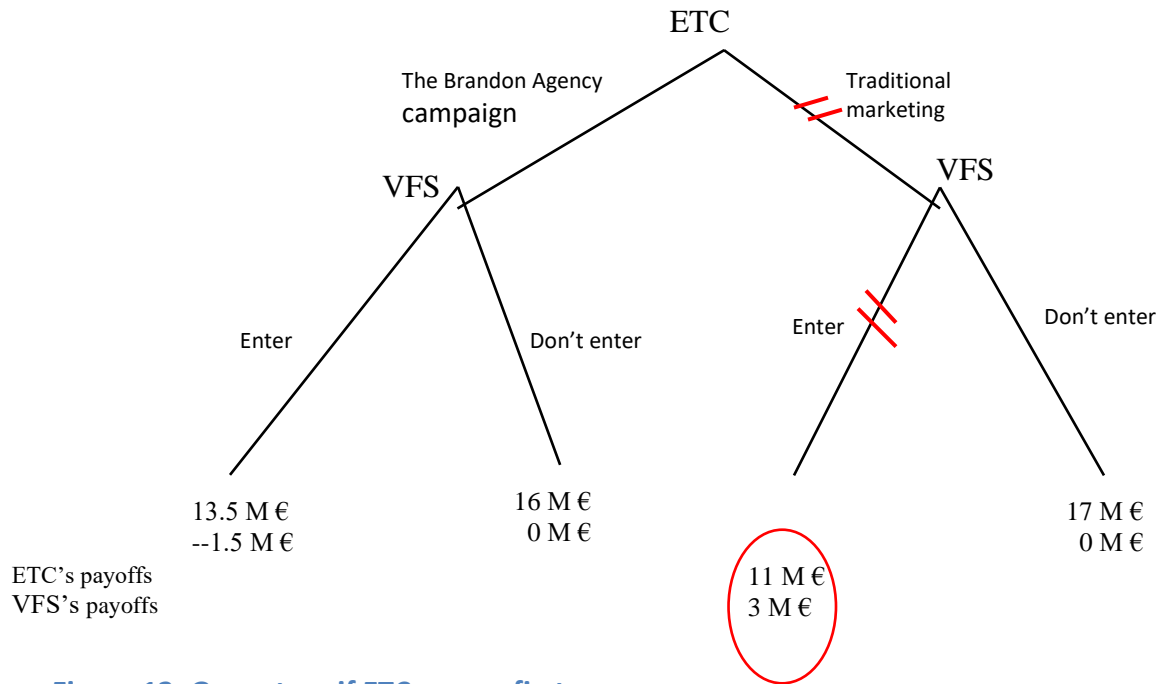 ETC
The Brandon Agency
campaign
Traditional
marketing
VFS
VFS
Enter
Don’t enter
Enter
Don’t enter
13.5 M €
--1.5 M €
16 M €
0 M €
11 M €
3 M €
17 M €
0 M €
ETC’s payoffs
VFS’s payoffs